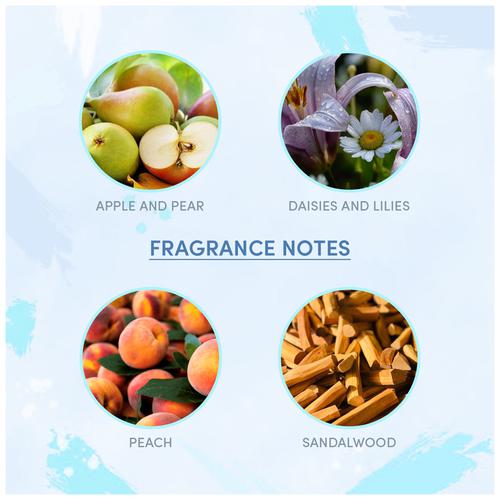 APPLE AND PEAR
DAISIES AND LILIES
FRAGRANCE NOTES
PEACH
SANDALWOOD